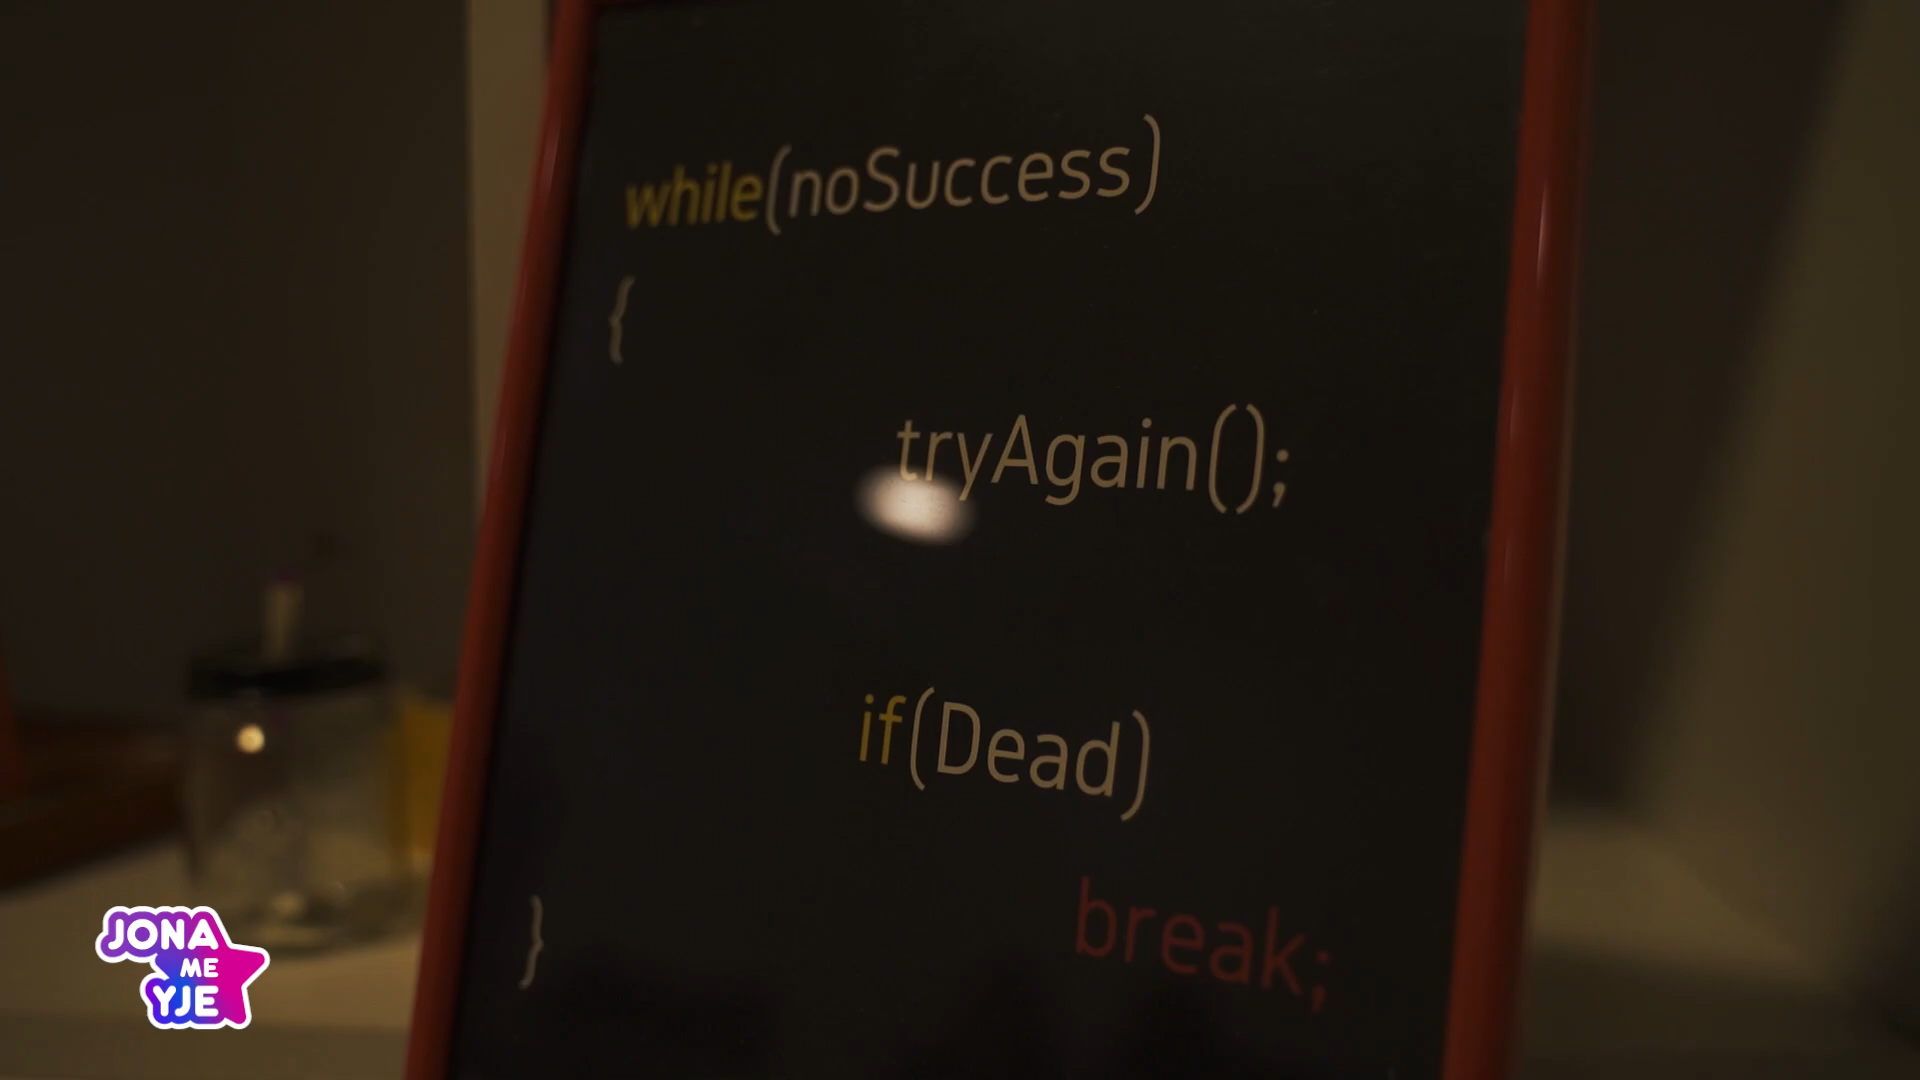 while(noSuccess)
{
tryAgain();
if(Dead)
break;
}
JONA
ME
YJE